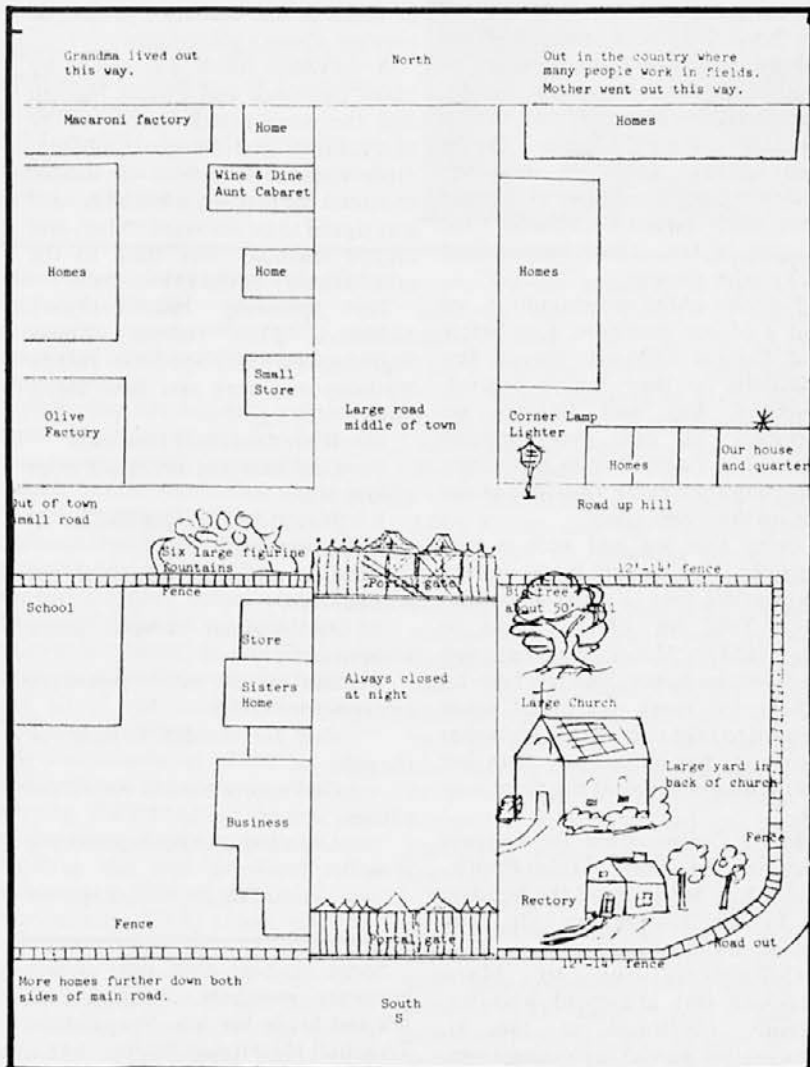 Grandma lived out
this way.
North
Out in the country where
many people work in fields.
Mother went out this way.
Macaroni factory
Home
Homes
Wine & Dine
Aunt Cabaret
Homes
Home
Homes
Small
Store
Olive
Factory
Large road
middle of town
Corner Lamp
Lighter
Homes
Our house
and quarter
Out of town
small road
Road up hill
Six large figurine
fountains
Fence
Portal gate
12'-14' fence
Big Tree
about 50'
School
Store
Sisters
Home
Always closed
at night
Large Church
Large yard in
back of church
Business
Fence
Rectory
Fence
Portal gate
Road out
12'-14' fence
More homes further down both
sides of main road.
South
S